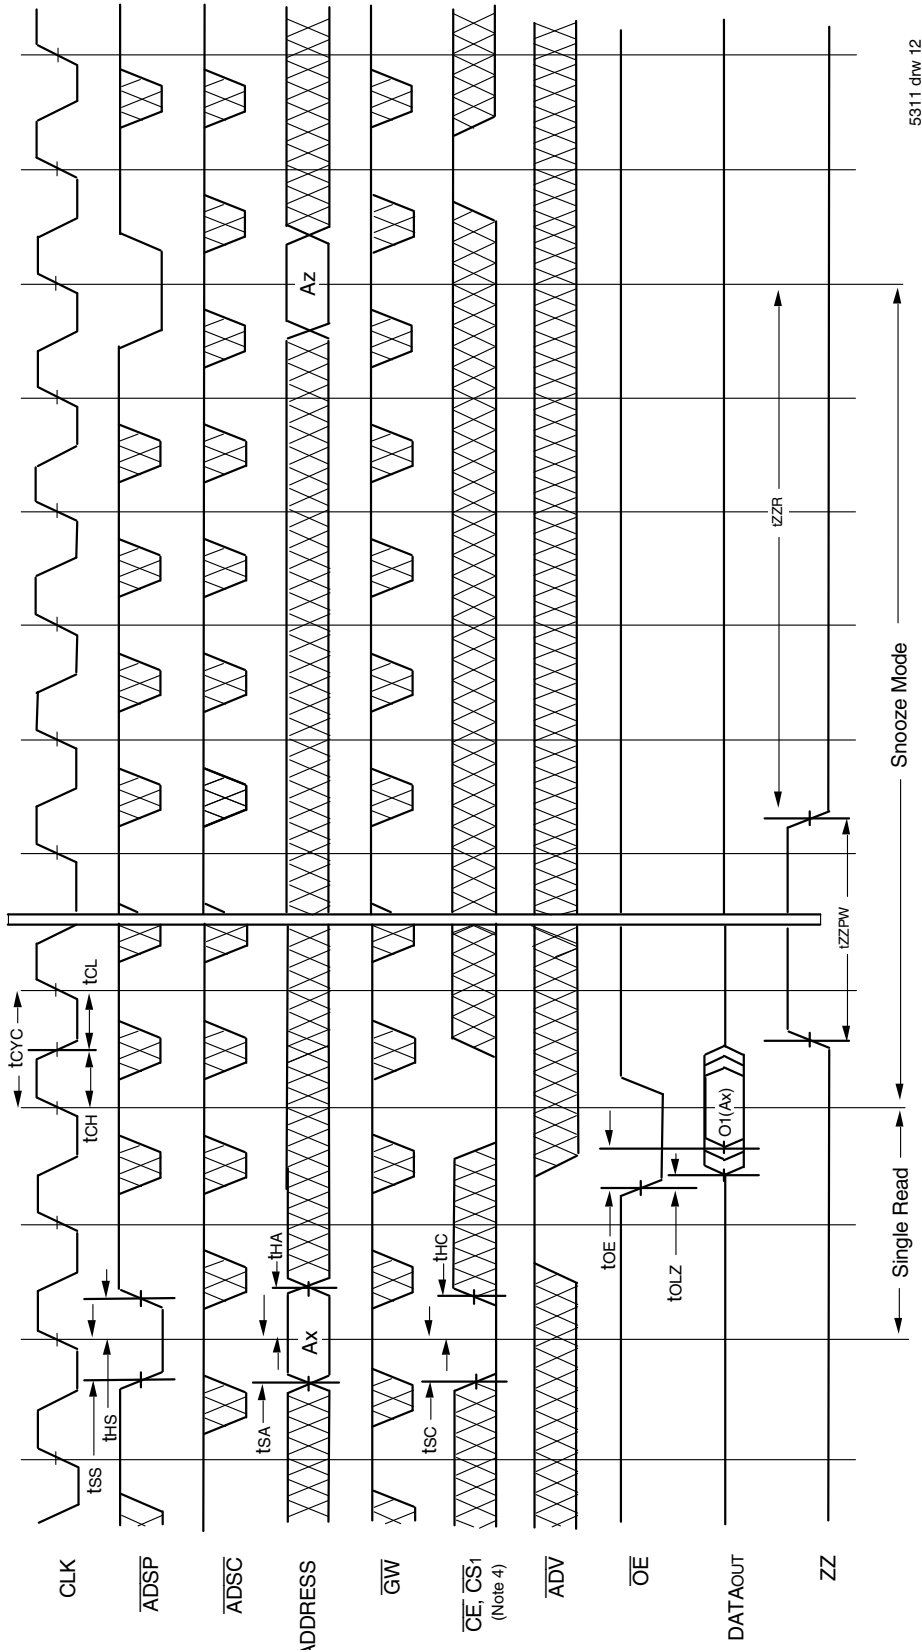 CLK
tCYC
tCH
tCL
tSS
tHS
ADSP
ADSC
ADDRESS
tSA
tHA
Ax
Az
GW
CE, CS1
(Note 4)
tSC
tHC
ADV
OE
tOE
tOLZ
DATAOUT
O1(Ax)
ZZ
tZZPW
tZZR
Single Read
Snooze Mode
5311 drw 12